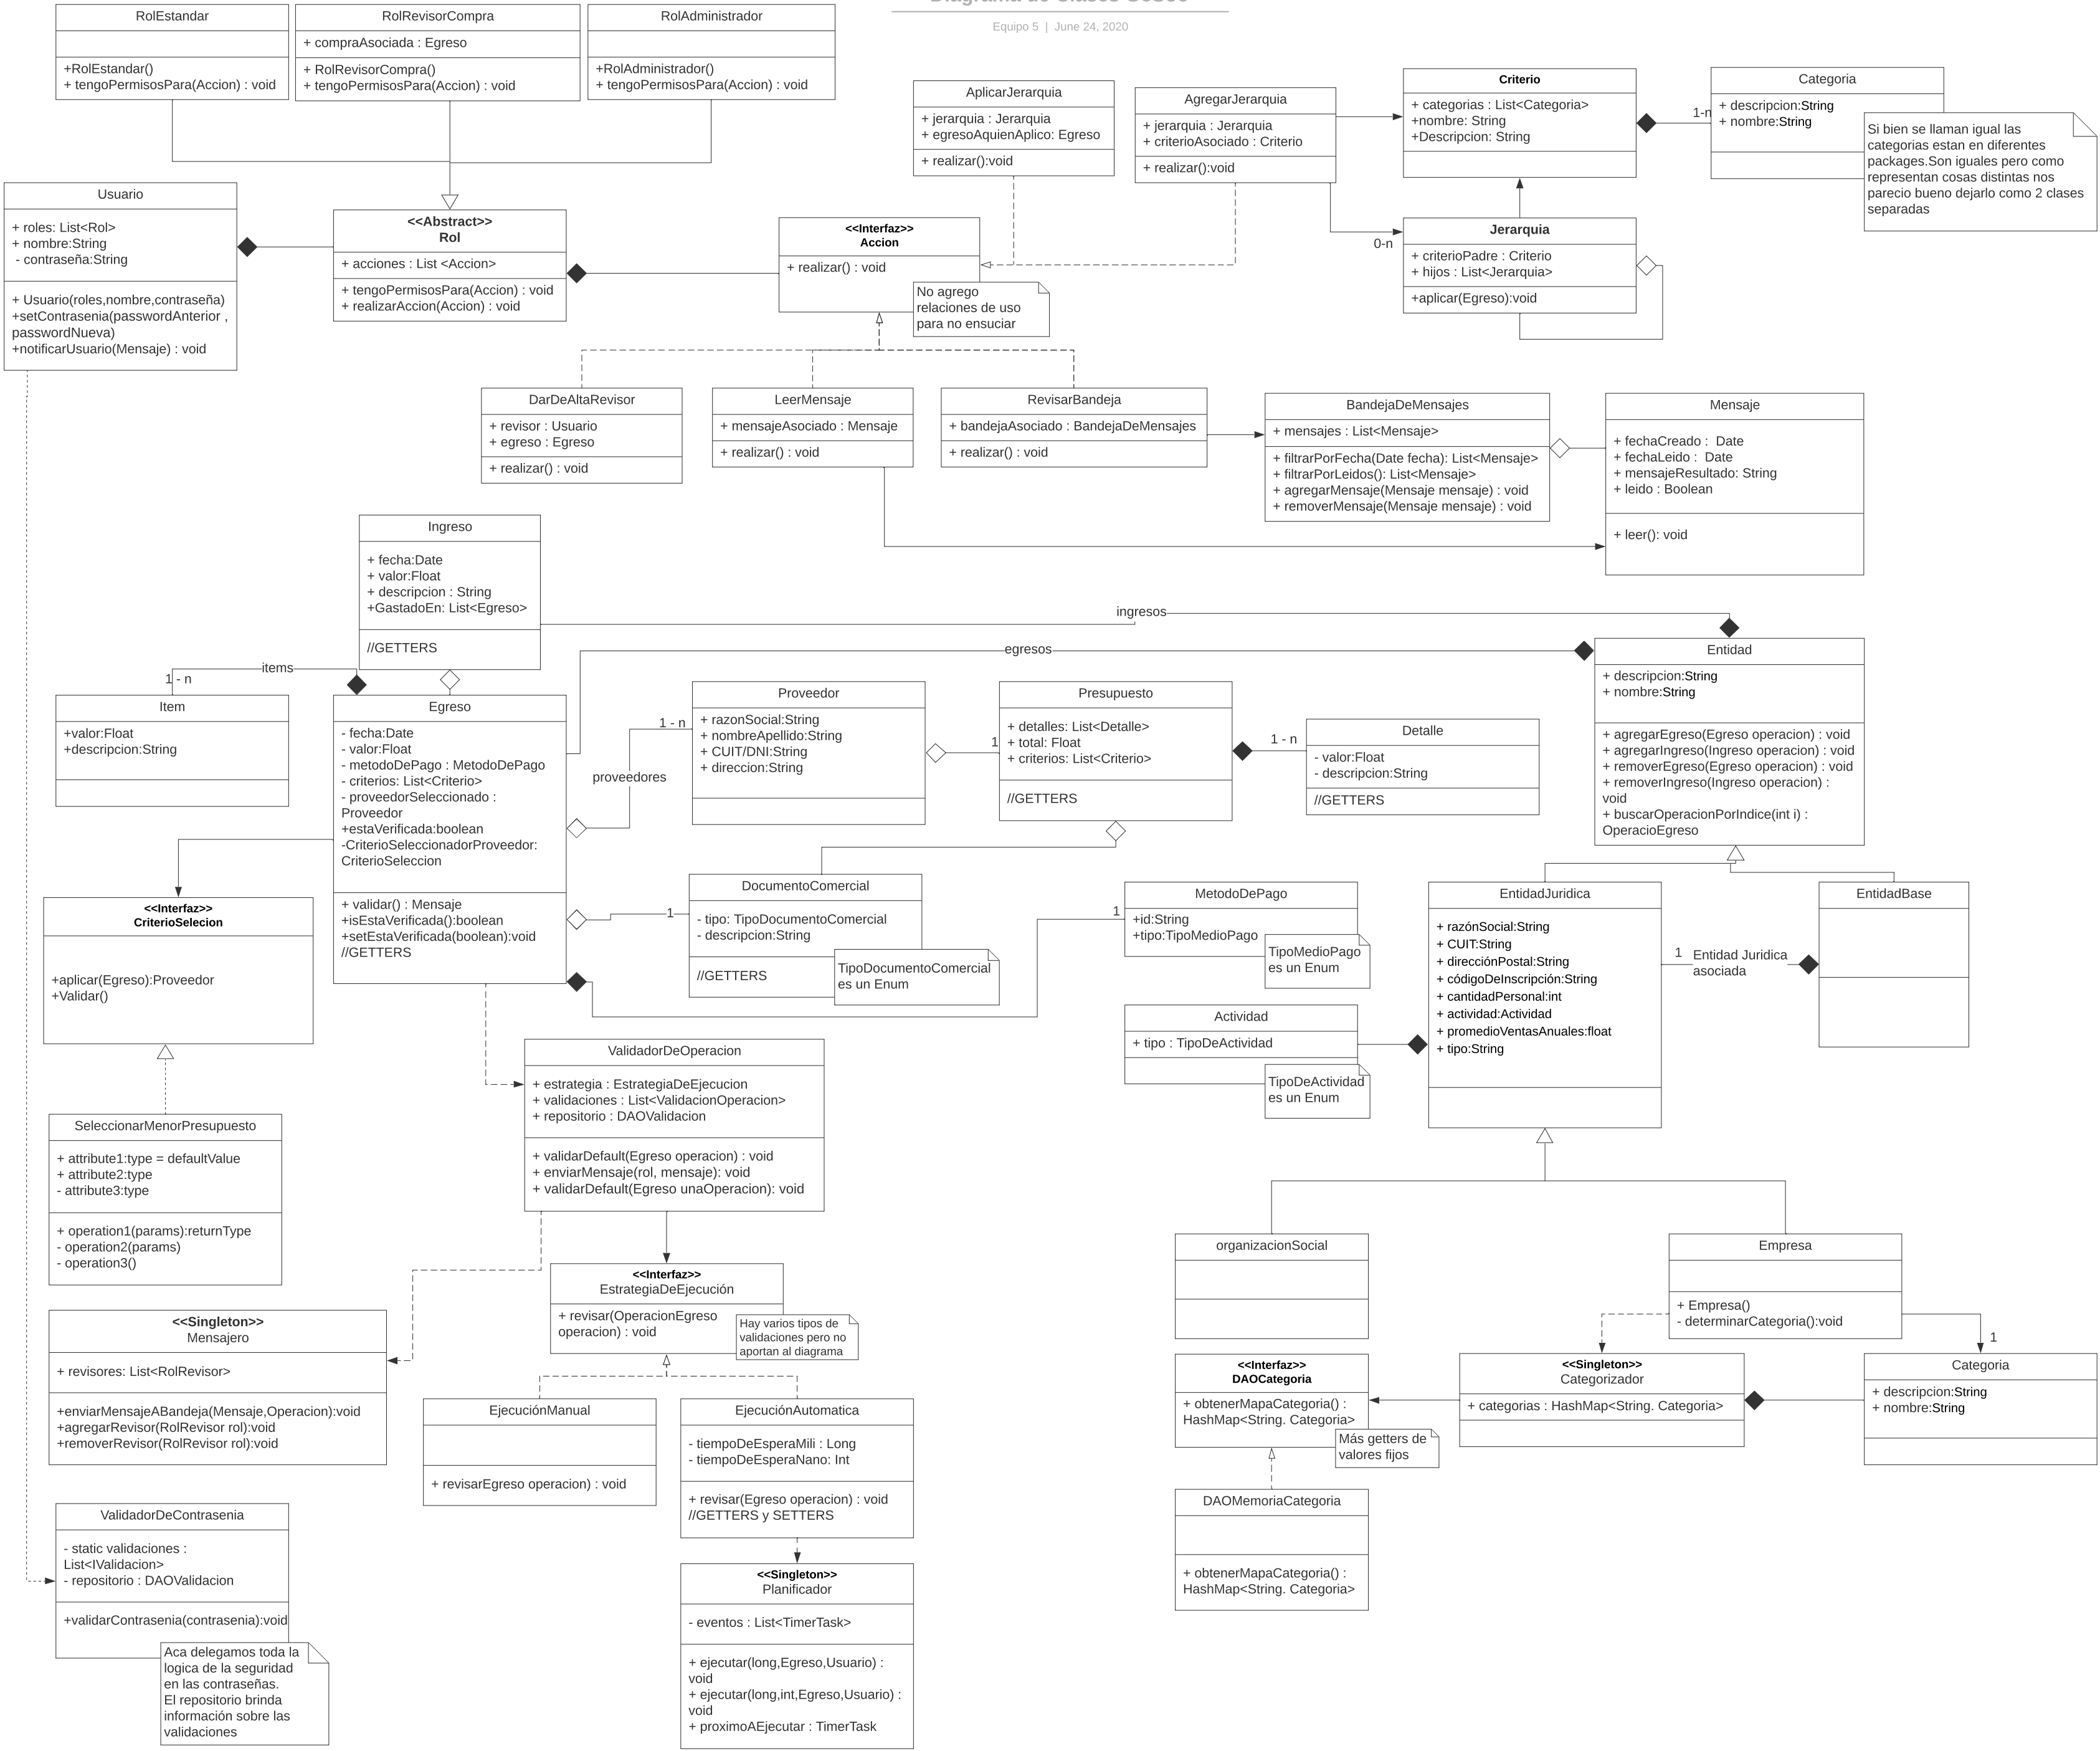 Equipo 5 | June 24, 2020
RolEstandar
+RolEstandar()
+ tengoPermisosPara(Accion) : void
RolRevisorCompra
+ compraAsociada : Egreso
+ RolRevisorCompra()
+ tengoPermisosPara(Accion) : void
RolAdministrador
+RolAdministrador()
+ tengoPermisosPara(Accion) : void
AplicarJerarquia
+ jerarquia : Jerarquia
+ egresoAquienAplico: Egreso
+ realizar():void
AgregarJerarquia
+ jerarquia : Jerarquia
+ criterioAsociado : Criterio
+ realizar():void
Criterio
+ categorias : List<Categoria>
+nombre: String
+Descripcion: String
1-n
Categoria
+ descripcion:String
+ nombre:String
Si bien se llaman igual las
categorias estan en diferentes
packages.Son iguales pero como
representan cosas distintas nos
parecio bueno dejarlo como 2 clases
separadas
Usuario
+ roles: List<Rol>
+ nombre:String
- contraseña:String
+ Usuario(roles,nombre,contraseña)
+setContrasenia(passwordAnterior ,
passwordNueva)
+notificarUsuario(Mensaje) : void
<<Abstract>>
Rol
+ acciones : List <Accion>
+ tengoPermisosPara(Accion) : void
+ realizarAccion(Accion) : void
<<Interfaz>>
Accion
+ realizar() : void
No agrego
relaciones de uso
para no ensuciar
0-n
Jerarquia
+ criterioPadre : Criterio
+ hijos : List<Jerarquia>
+aplicar(Egreso):void
DarDeAltaRevisor
+ revisor : Usuario
+ egreso : Egreso
+ realizar() : void
LeerMensaje
+ mensajeAsociado : Mensaje
+ realizar() : void
RevisarBandeja
+ bandejaAsociado : BandejaDeMensajes
+ realizar() : void
BandejaDeMensajes
+ mensajes : List<Mensaje>
+ filtrarPorFecha(Date fecha): List<Mensaje>
+ filtrarPorLeidos(): List<Mensaje>
+ agregarMensaje(Mensaje mensaje) : void
+ removerMensaje(Mensaje mensaje) : void
Mensaje
+ fechaCreado : Date
+ fechaLeido : Date
+ mensajeResultado: String
+ leido : Boolean
+ leer(): void
Ingreso
+ fecha:Date
+ valor:Float
+ descripcion : String
+GastadoEn: List<Egreso>
//GETTERS
ingresos
egresos
items
1 - n
Item
+valor:Float
+descripcion:String
Egreso
- fecha:Date
- valor:Float
- metodoDePago : MetodoDePago
- criterios: List<Criterio>
- proveedorSeleccionado :
Proveedor
+estaVerificada:boolean
-CriterioSeleccionadorProveedor:
CriterioSeleccion
+ validar() : Mensaje
+isEstaVerificada():boolean
+setEstaVerificada(boolean):void
//GETTERS
1 - n
proveedores
Proveedor
+ razonSocial:String
+ nombreApellido:String
+ CUIT/DNI:String
+ direccion:String
1
Presupuesto
+ detalles: List<Detalle>
+ total: Float
+ criterios: List<Criterio>
//GETTERS
1 - n
Detalle
- valor:Float
- descripcion:String
//GETTERS
Entidad
+ descripcion:String
+ nombre:String
+ agregarEgreso(Egreso operacion) : void
+ agregarIngreso(Ingreso operacion) : void
+ removerEgreso(Egreso operacion) : void
+ removerIngreso(Ingreso operacion) :
void
+ buscarOperacionPorIndice(int i) :
OperacioEgreso
<<Interfaz>>
CriterioSelecion
+aplicar(Egreso):Proveedor
+Validar()
1
DocumentoComercial
- tipo: TipoDocumentoComercial
- descripcion:String
//GETTERS
TipoDocumentoComercial
es un Enum
1
MetodoDePago
+id:String
+tipo:TipoMedioPago
TipoMedioPago
es un Enum
Actividad
+ tipo : TipoDeActividad
TipoDeActividad
es un Enum
EntidadJuridica
+ razónSocial:String
+ CUIT:String
+ direcciónPostal:String
+ códigoDeInscripción:String
+ cantidadPersonal:int
+ actividad:Actividad
+ promedioVentasAnuales:float
+ tipo:String
1
Entidad Juridica
asociada
EntidadBase
SeleccionarMenorPresupuesto
+ attribute1:type = defaultValue
+ attribute2:type
- attribute3:type
+ operation1(params):returnType
- operation2(params)
- operation3()
ValidadorDeOperacion
+ estrategia : EstrategiaDeEjecucion
+ validaciones : List<ValidacionOperacion>
+ repositorio : DAOValidacion
+ validarDefault(Egreso operacion) : void
+ enviarMensaje(rol, mensaje): void
+ validarDefault(Egreso unaOperacion): void
<<Interfaz>>
EstrategiaDeEjecución
+ revisar(OperacionEgreso
operacion) : void
Hay varios tipos de
validaciones pero no
aportan al diagrama
<<Singleton>>
Mensajero
+ revisores: List<RolRevisor>
+enviarMensajeABandeja(Mensaje,Operacion):void
+agregarRevisor(RolRevisor rol):void
+removerRevisor(RolRevisor rol):void
EjecuciónManual
+ revisarEgreso operacion) : void
EjecuciónAutomatica
- tiempoDeEsperaMili : Long
- tiempoDeEsperaNano: Int
+ revisar(Egreso operacion) : void
//GETTERS y SETTERS
<<Singleton>>
Planificador
- eventos : List<TimerTask>
+ ejecutar(long,Egreso,Usuario) :
void
+ ejecutar(long,int,Egreso,Usuario) :
void
+ proximoAEjecutar : TimerTask
organizacionSocial
Empresa
+ Empresa()
- determinarCategoria():void
1
<<Interfaz>>
DAOCategoria
+ obtenerMapaCategoria() :
HashMap<String. Categoria>
Más getters de
valores fijos
<<Singleton>>
Categorizador
+ categorias : HashMap<String. Categoria>
Categoria
+ descripcion:String
+ nombre:String
DAOMemoriaCategoria
+ obtenerMapaCategoria() :
HashMap<String. Categoria>
ValidadorDeContrasenia
- static validaciones :
List<IValidacion>
- repositorio : DAOValidacion
+validarContrasenia(contrasenia):void
Aca delegamos toda la
logica de la seguridad
en las contraseñas.
El repositorio brinda
información sobre las
validaciones